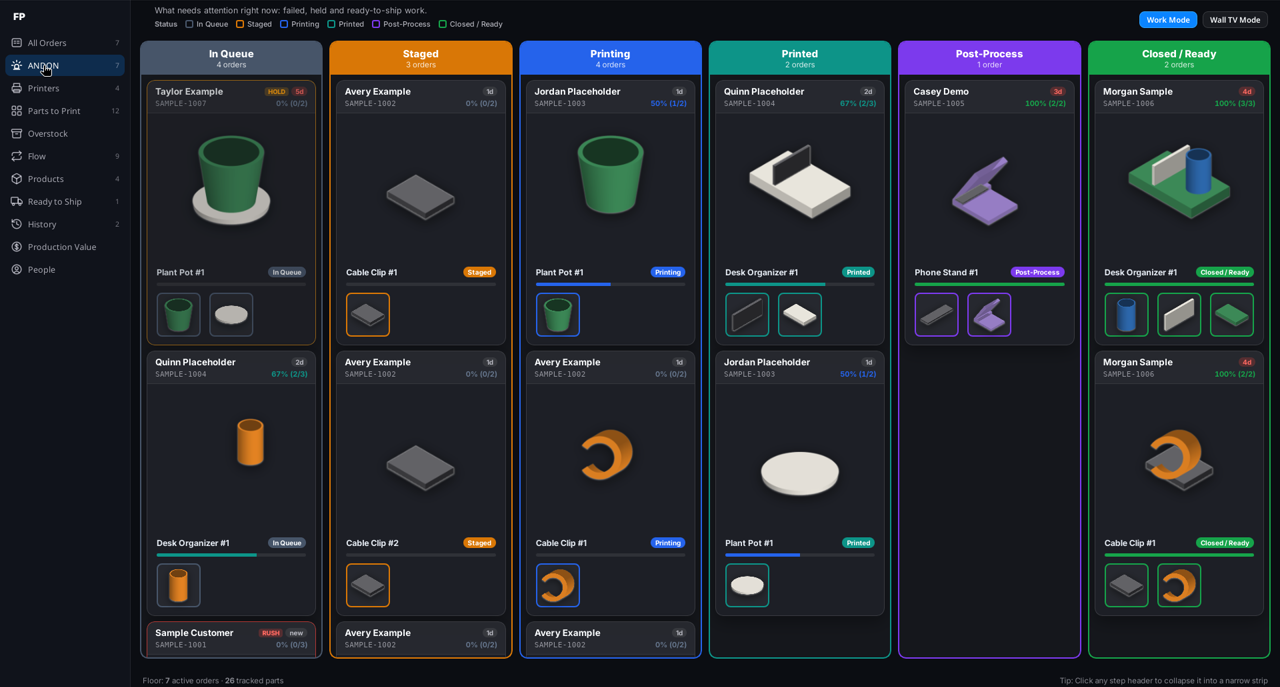 FP
All Orders 7
ANDON 7
Printers 4
Parts to Print 12
Overstock
Flow 9
Products 4
Ready to Ship 1
History 2
Production Value
People
What needs attention right now: failed, held and ready-to-ship work.
Status In Queue Staged Printing Printed Post-Process Closed / Ready
Work Mode Wall TV Mode
In Queue
4 orders
Taylor Example HOLD 5d
SAMPLE-1007 0% (0/2)
Plant Pot #1 In Queue
Quinn Placeholder 2d
SAMPLE-1004 67% (2/3)
Desk Organizer #1 In Queue
Sample Customer RUSH new
SAMPLE-1001 0% (0/3)
Staged
3 orders
Avery Example 1d
SAMPLE-1002 0% (0/2)
Cable Clip #1 Staged
Avery Example 1d
SAMPLE-1002 0% (0/2)
Cable Clip #2 Staged
Avery Example 1d
SAMPLE-1002 0% (0/2)
Printing
4 orders
Jordan Placeholder 1d
SAMPLE-1003 50% (1/2)
Plant Pot #1 Printing
Avery Example 1d
SAMPLE-1002 0% (0/2)
Cable Clip #1 Printing
Avery Example 1d
SAMPLE-1002 0% (0/2)
Printed
2 orders
Quinn Placeholder 2d
SAMPLE-1004 67% (2/3)
Desk Organizer #1 Printed
Jordan Placeholder 1d
SAMPLE-1003 50% (1/2)
Plant Pot #1 Printed
Post-Process
1 order
Casey Demo 3d
SAMPLE-1005 100% (2/2)
Phone Stand #1 Post-Process
Closed / Ready
2 orders
Morgan Sample 4d
SAMPLE-1006 100% (3/3)
Desk Organizer #1 Closed / Ready
Morgan Sample 4d
SAMPLE-1006 100% (2/2)
Cable Clip #1 Closed / Ready
Floor: 7 active orders · 26 tracked parts
Tip: Click any step header to collapse it into a narrow strip